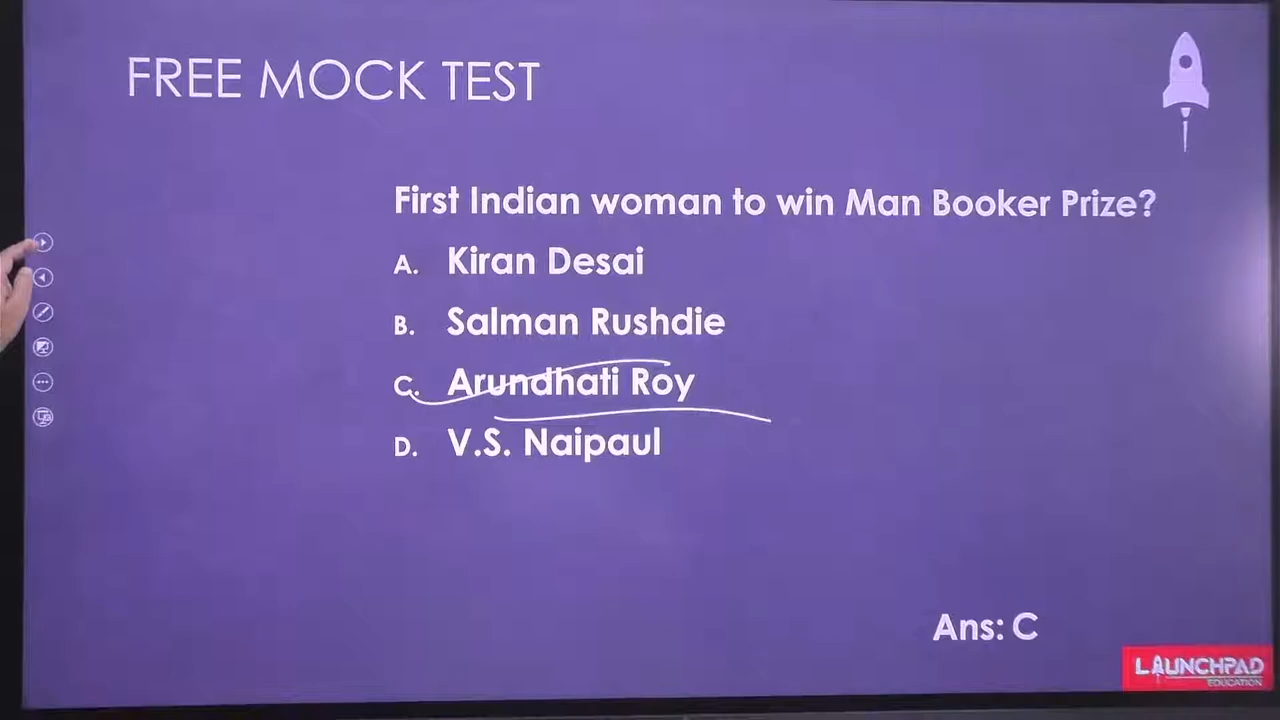 FREE MOCK TEST
First Indian woman to win Man Booker Prize?
A. Kiran Desai
B. Salman Rushdie
C. Arundhati Roy
D. V.S. Naipaul
Ans: C
LAUNCHPAD
EDUCATION